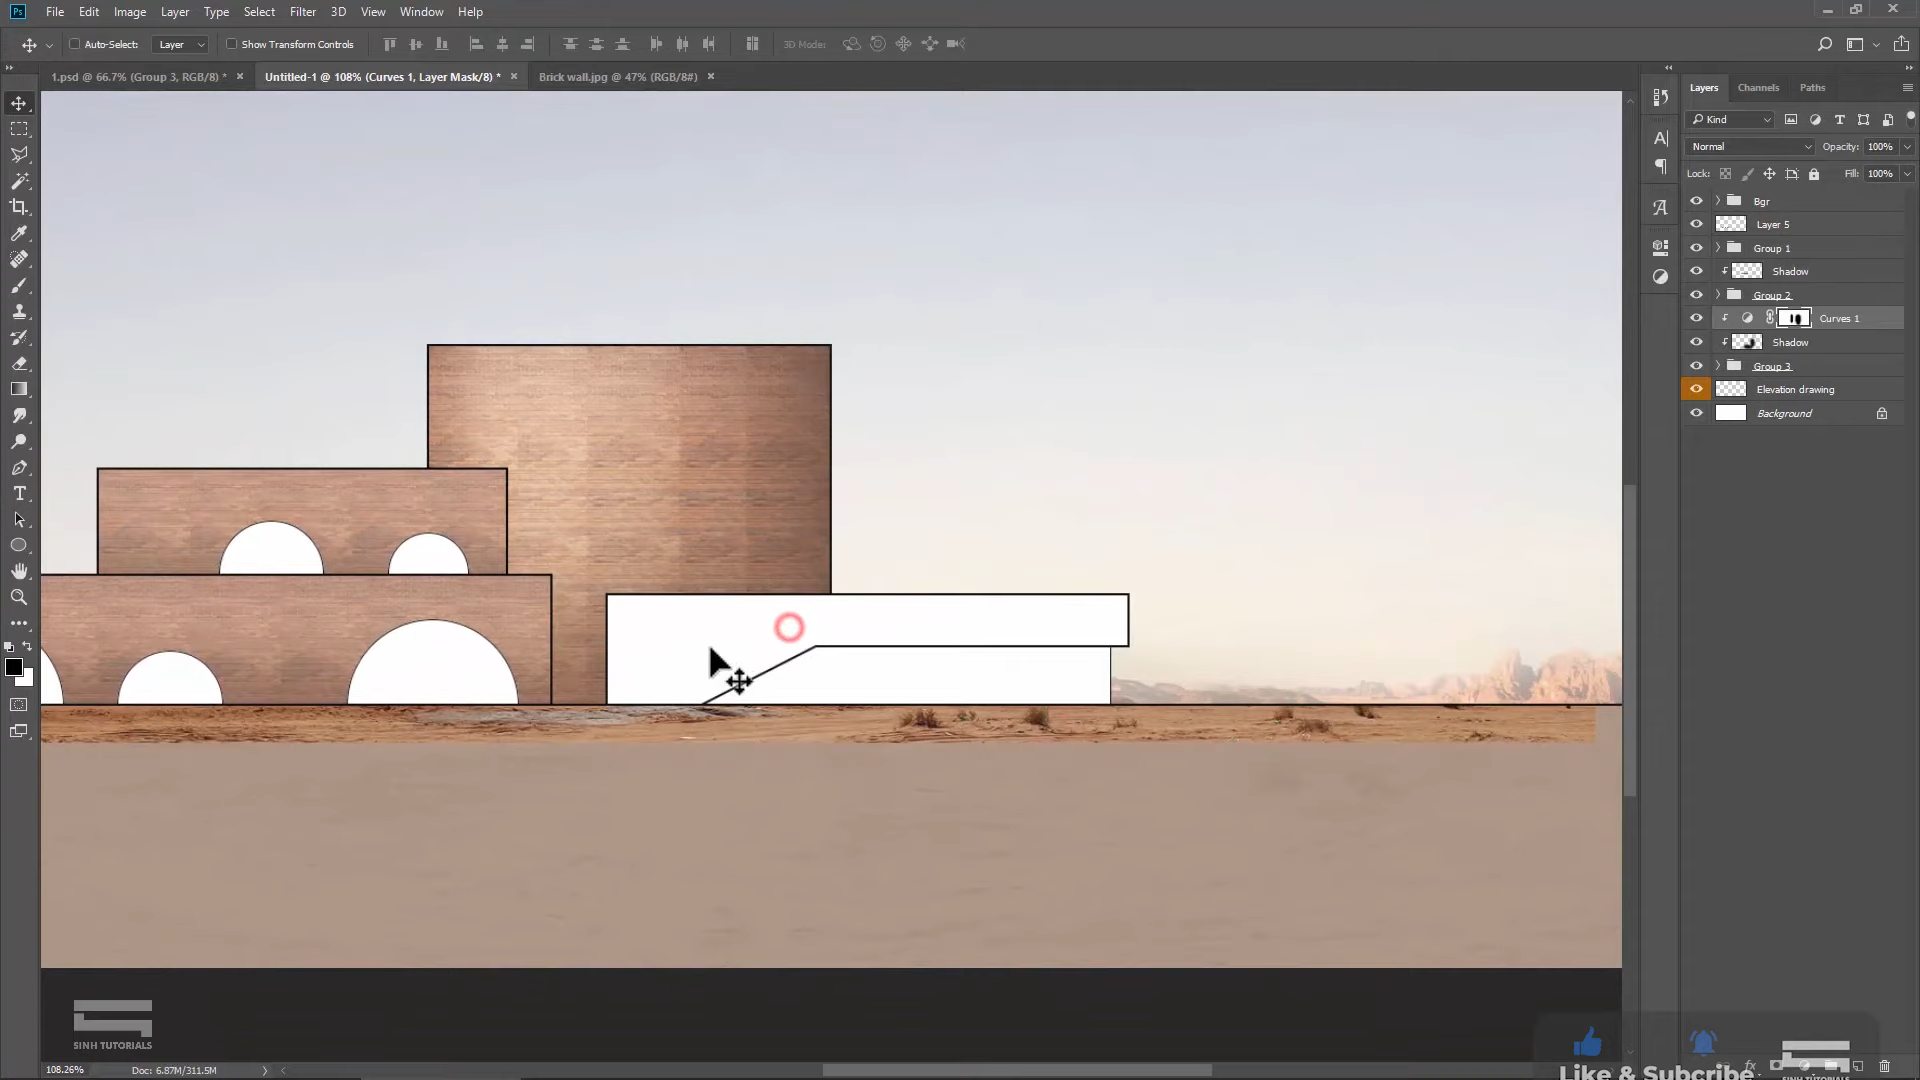 Ps File Edit Image Layer Type Select Filter 3D View Window Help
Auto-Select: Layer Show Transform Controls 3D Mode:
1.psd @ 66.7% (Group 3, RGB/8) * × Untitled-1 @ 108% (Curves 1, Layer Mask/8) * × Brick wall.jpg @ 47% (RGB/8#) ×
Layers Channels Paths
Kind
Normal Opacity: 100%
Lock: Fill: 100%
Bgr
Layer 5
Group 1
Shadow
Group 2
Curves 1
Shadow
Group 3
Elevation drawing
Background
SINH TUTORIALS
108.26% Doc: 6.87M/311.5M
Like & Subcribe